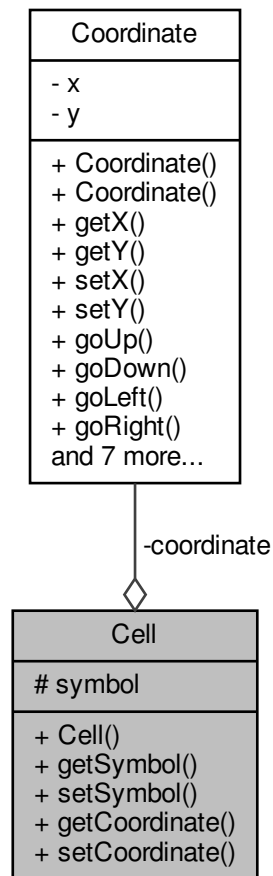 Coordinate
- x
- y
+ Coordinate()
+ Coordinate()
+ getX()
+ getY()
+ setX()
+ setY()
+ goUp()
+ goDown()
+ goLeft()
+ goRight()
and 7 more...
-coordinate
Cell
# symbol
+ Cell()
+ getSymbol()
+ setSymbol()
+ getCoordinate()
+ setCoordinate()